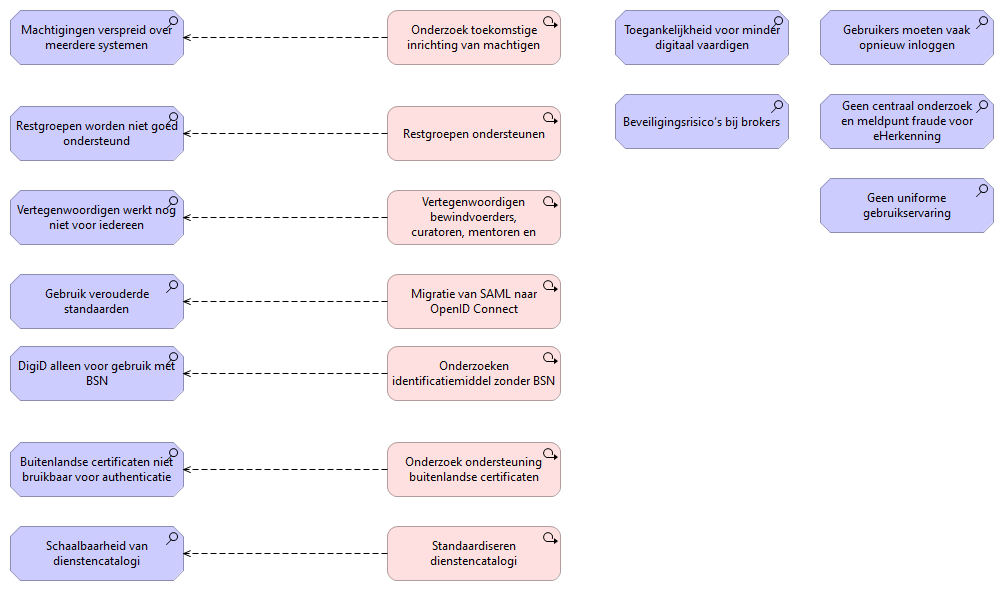 Machtigingen verspreid over
meerdere systemen
Onderzoek toekomstige
inrichting van machtigen
Toegankelijkheid voor minder
digitaal vaardigen
Gebruikers moeten vaak
opnieuw inloggen
Restgroepen worden niet goed
ondersteund
Restgroepen ondersteunen
Beveiligingsrisico's bij brokers
Geen centraal onderzoek
en meldpunt fraude voor
eHerkenning
Vertegenwoordigen werkt nog
niet voor iedereen
Vertegenwoordigen
bewindvoerders,
curatoren, mentoren en
Geen uniforme
gebruikservaring
Gebruik verouderde
standaarden
Migratie van SAML naar
OpenID Connect
DigiD alleen voor gebruik met
BSN
Onderzoeken
identificatiemiddel zonder BSN
Buitenlandse certificaten niet
bruikbaar voor authenticatie
Onderzoek ondersteuning
buitenlandse certificaten
Schaalbaarheid van
dienstencatalogi
Standaardiseren
dienstencatalogi